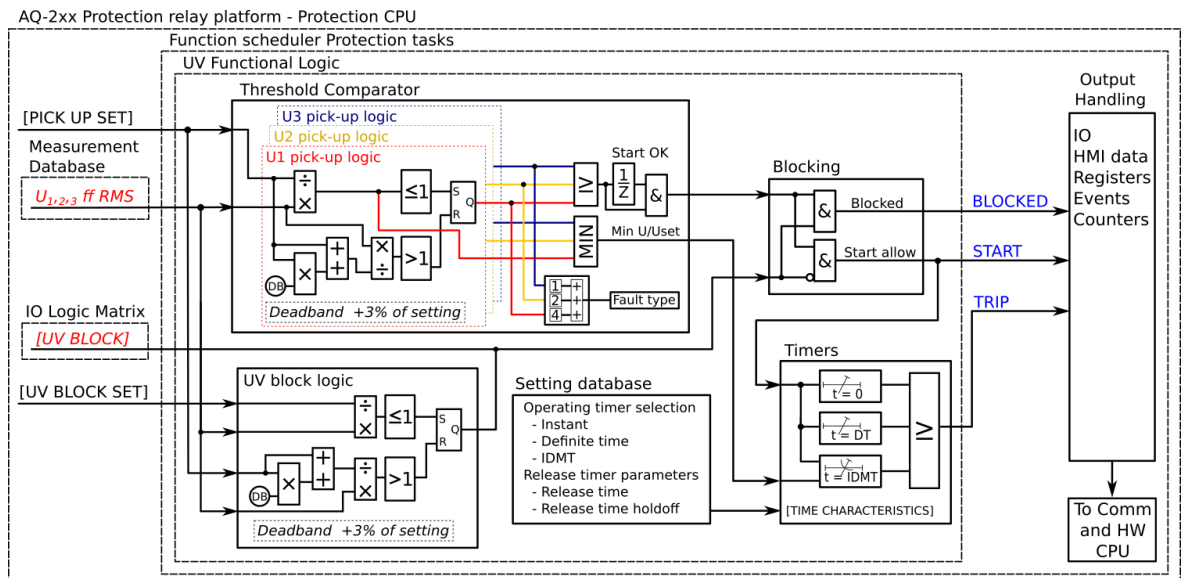 AQ-2xx Protection relay platform - Protection CPU
Function scheduler Protection tasks
UV Functional Logic
Threshold Comparator
U3 pick-up logic
U2 pick-up logic
U1 pick-up logic
[PICK UP SET]
Measurement
Database
U1,2,3 ff RMS
÷
×
≤1
S
Q
R
+
+
×
÷
>1
DB
×
Deadband +3% of setting
≥
Start OK
1
Z
&
MIN
Min U/Uset
1 +
2 +
4 +
Fault type
Blocking
&
Blocked
&
Start allow
BLOCKED
START
TRIP
Output
Handling
IO
HMI data
Registers
Events
Counters
To Comm
and HW
CPU
IO Logic Matrix
[UV BLOCK]
[UV BLOCK SET]
UV block logic
÷
×
≤1
S
Q
R
+
+
÷
×
>1
DB
×
Deadband +3% of setting
Setting database
Operating timer selection
- Instant
- Definite time
- IDMT
Release timer parameters
- Release time
- Release time holdoff
Timers
t = 0
t = DT
t = IDMT
≥
[TIME CHARACTERISTICS]